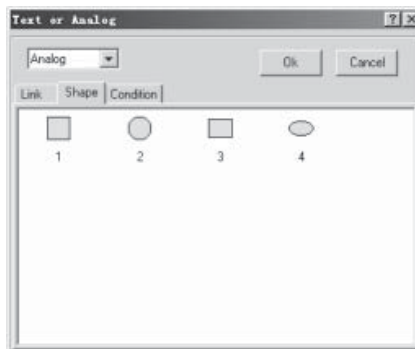 Text or Analog
Analog
Ok
Cancel
Link
Shape
Condition
1
2
3
4